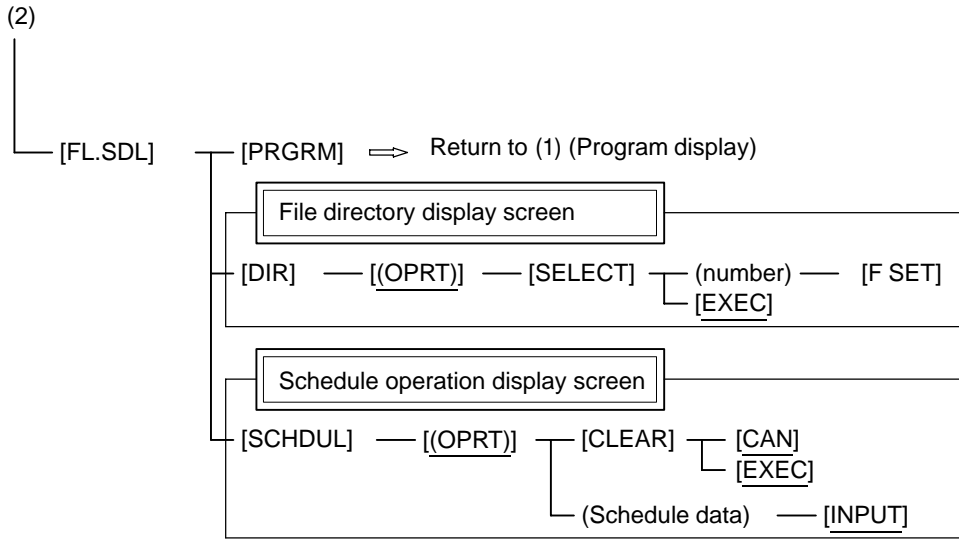 (2)
[FL.SDL] [PRGRM] Return to (1) (Program display)
File directory display screen
[DIR] [(OPRT)] [SELECT] (number) [F SET]
[EXEC]
Schedule operation display screen
[SCHDUL] [(OPRT)] [CLEAR] [CAN]
[EXEC]
(Schedule data) [INPUT]